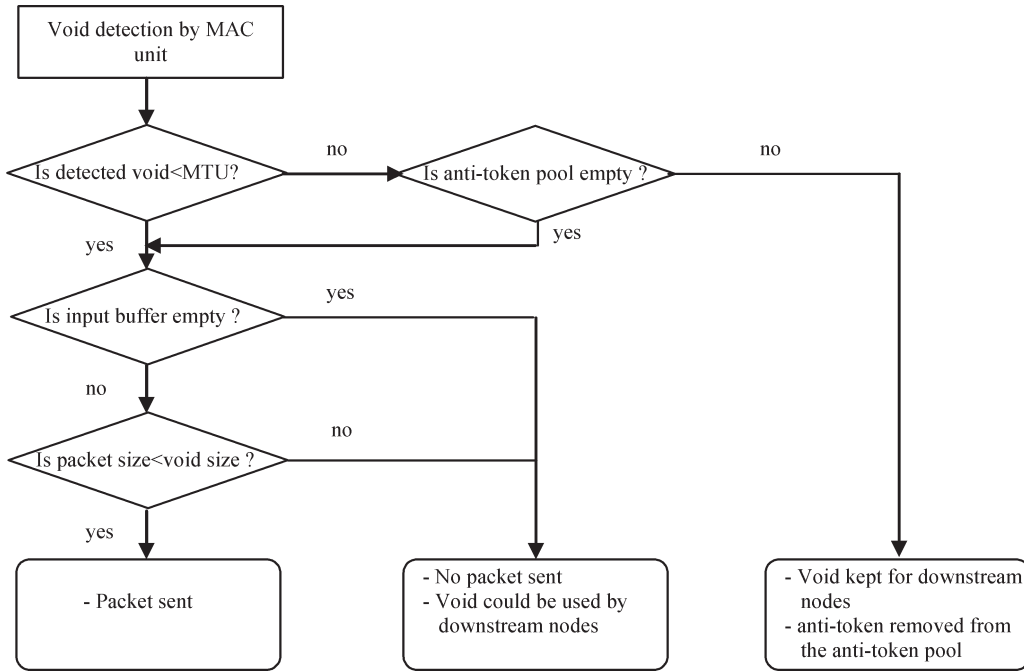 Void detection by MAC
unit
no
no
Is detected void<MTU?
Is anti-token pool empty ?
yes
yes
Is input buffer empty ?
yes
no
Is packet size<void size ?
no
yes
- Packet sent
- No packet sent
- Void could be used by
downstream nodes
- Void kept for downstream
nodes
- anti-token removed from
the anti-token pool